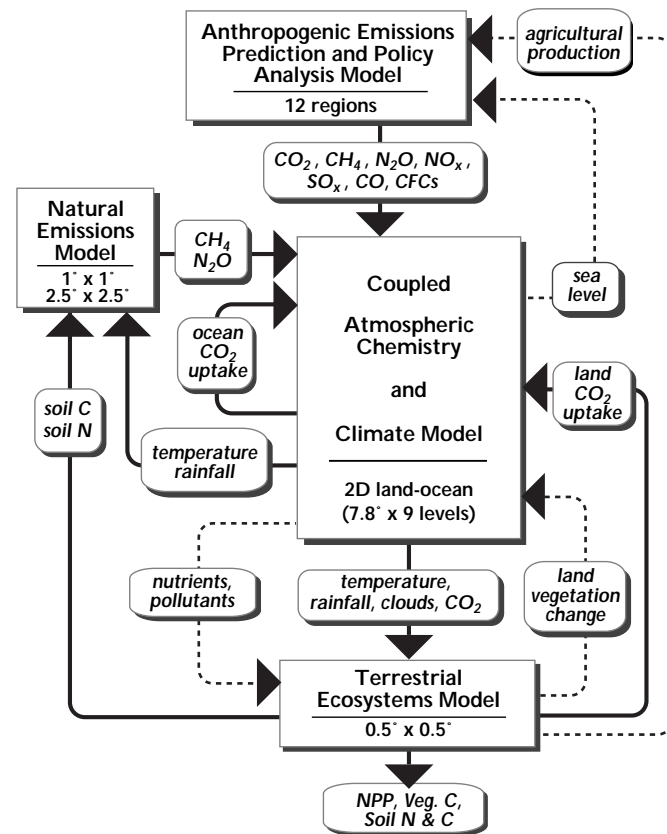 Anthropogenic Emissions
Prediction and Policy
Analysis Model
12 regions
agricultural
production
CO₂, CH₄, N₂O, NOₓ,
SOₓ, CO, CFCs
Natural
Emissions
Model
1° x 1°
2.5° x 2.5°
CH₄
N₂O
Coupled
Atmospheric
Chemistry
and
Climate Model
2D land-ocean
(7.8° x 9 levels)
sea
level
ocean
CO₂
uptake
land
CO₂
uptake
soil C
soil N
temperature
rainfall
nutrients,
pollutants
temperature,
rainfall, clouds, CO₂
land
vegetation
change
Terrestrial
Ecosystems Model
0.5° x 0.5°
NPP, Veg. C,
Soil N & C